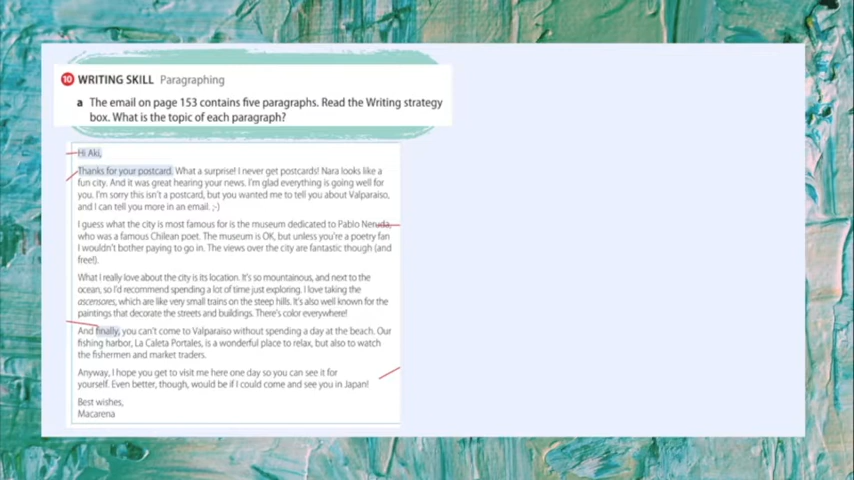 10 WRITING SKILL Paragraphing
a The email on page 153 contains five paragraphs. Read the Writing strategy
box. What is the topic of each paragraph?
Hi Aki,
Thanks for your postcard. What a surprise! I never get postcards! Nara looks like a
fun city. And it was great hearing your news. I'm glad everything is going well for
you. I'm sorry this isn't a postcard, but you wanted me to tell you about Valparaiso,
and I can tell you more in an email. ;-)
I guess what the city is most famous for is the museum dedicated to Pablo Neruda,
who was a famous Chilean poet. The museum is OK, but unless you're a poetry fan
I wouldn't bother paying to go in. The views over the city are fantastic though (and
free!).
What I really love about the city is its location. It's so mountainous, and next to the
ocean, so I'd recommend spending a lot of time just exploring. I love taking the
ascensores, which are like very small trains on the steep hills. It's also well known for the
paintings that decorate the streets and buildings. There's color everywhere!
And finally, you can't come to Valparaiso without spending a day at the beach. Our
fishing harbor, La Caleta Portales, is a wonderful place to relax, but also to watch
the fishermen and market traders.
Anyway, I hope you get to visit me here one day so you can see it for
yourself. Even better, though, would be if I could come and see you in Japan!
Best wishes,
Macarena